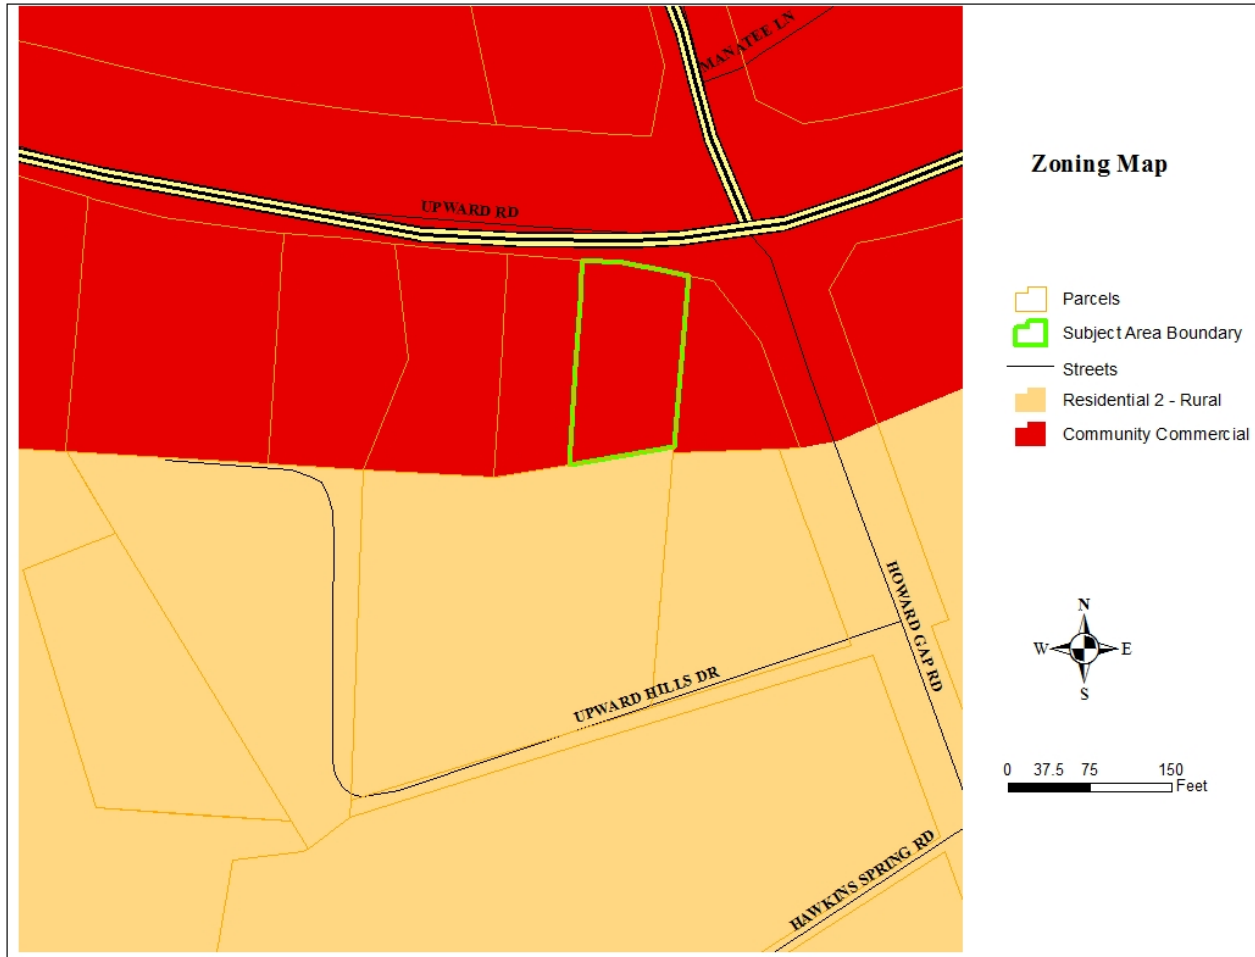 MANATEE LN
Zoning Map
UPWARD RD
Parcels
Subject Area Boundary
Streets
Residential 2 - Rural
Community Commercial
HOWARD GAP RD
N
W E
S
UPWARD HILLS DR
0 37.5 75 150
Feet
HAWKINS SPRING RD